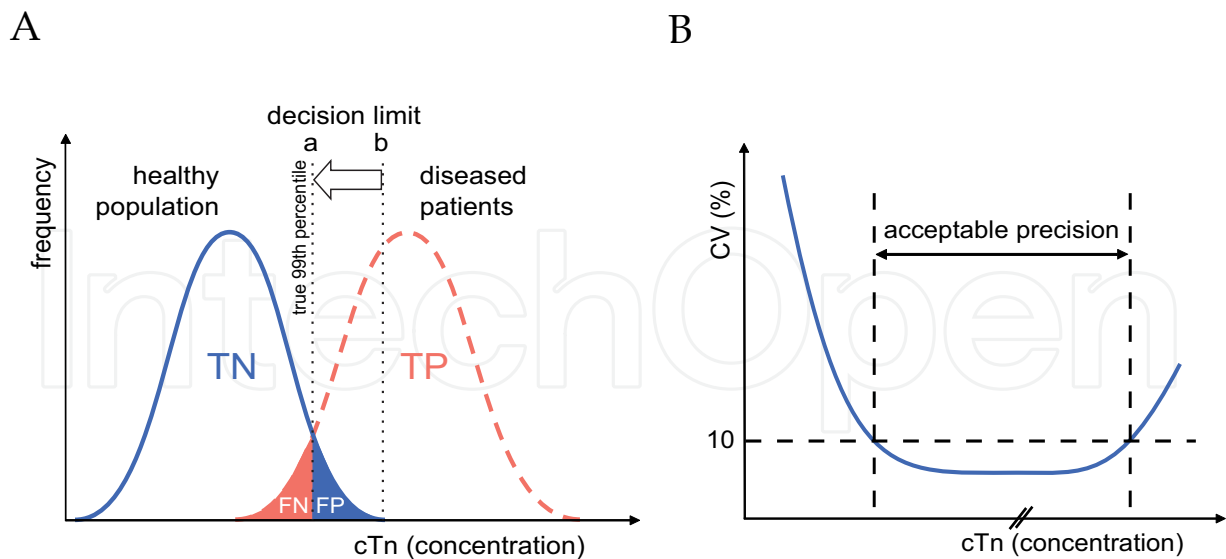 A
decision limit
a
b
true 99th percentile
healthy
population
diseased
patients
frequency
TN
TP
FN
FP
cTn (concentration)
B
CV (%)
acceptable precision
10
cTn (concentration)
IntechOpen